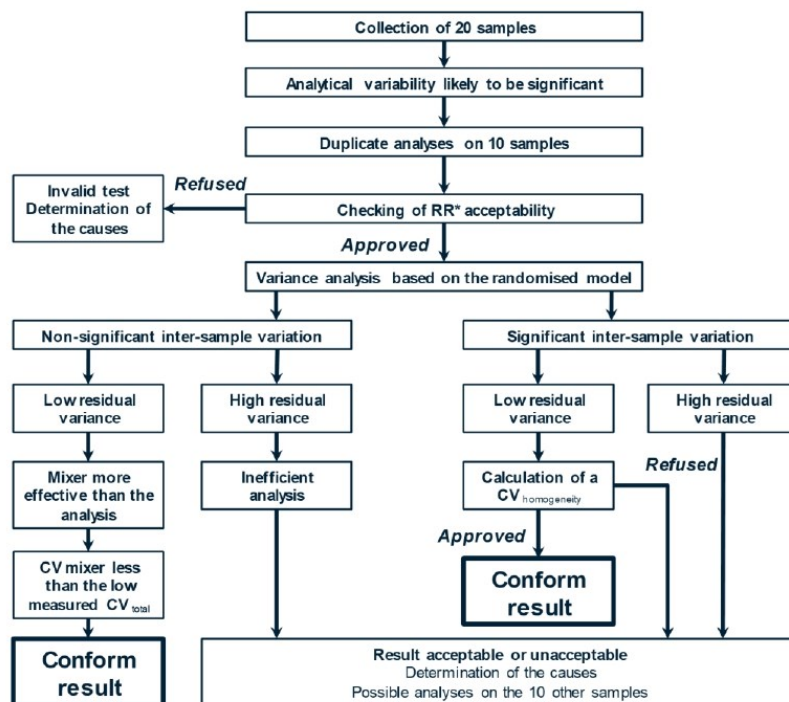 Collection of 20 samples
Analytical variability likely to be significant
Duplicate analyses on 10 samples
Invalid test
Determination of
the causes
Refused
Checking of RR* acceptability
Approved
Variance analysis based on the randomised model
Non-significant inter-sample variation
Significant inter-sample variation
Low residual
variance
High residual
variance
Low residual
variance
High residual
variance
Mixer more
effective than the
analysis
Inefficient
analysis
Calculation of a
CV homogeneity
Refused
Approved
CV mixer less
than the low
measured CV total
Conform
result
Conform
result
Result acceptable or unacceptable
Determination of the causes
Possible analyses on the 10 other samples